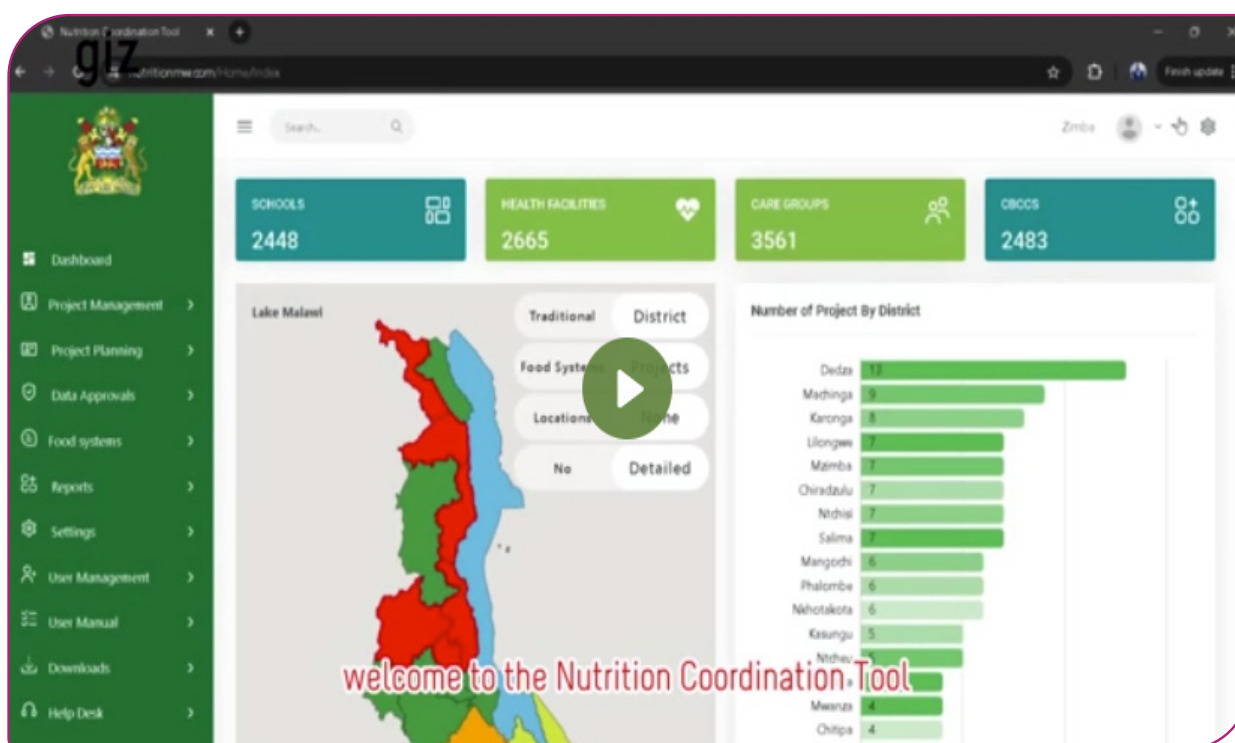 Nutrition Coordination Tool
giz
nutritionmw.com/Home/Index
Finish update
Search..
Zimba
SCHOOLS
2448
HEALTH FACILITIES
2665
CARE GROUPS
3561
CBCCS
2483
Dashboard
Project Management
Project Planning
Data Approvals
Food systems
Reports
Settings
User Management
User Manual
Downloads
Help Desk
Lake Malawi
Traditional District
Food Systems Projects
Locations None
No Detailed
Number of Project By District
Dedza 13
Machinga 9
Karonga 8
Lilongwe 7
Mzimba 7
Chiradzulu 7
Ntchisi 7
Salima 7
Mangochi 6
Phalombe 6
Nkhotakota 6
Kasungu 5
Ntcheu 5
Mwanza 4
Chitipa 4
welcome to the Nutrition Coordination Tool